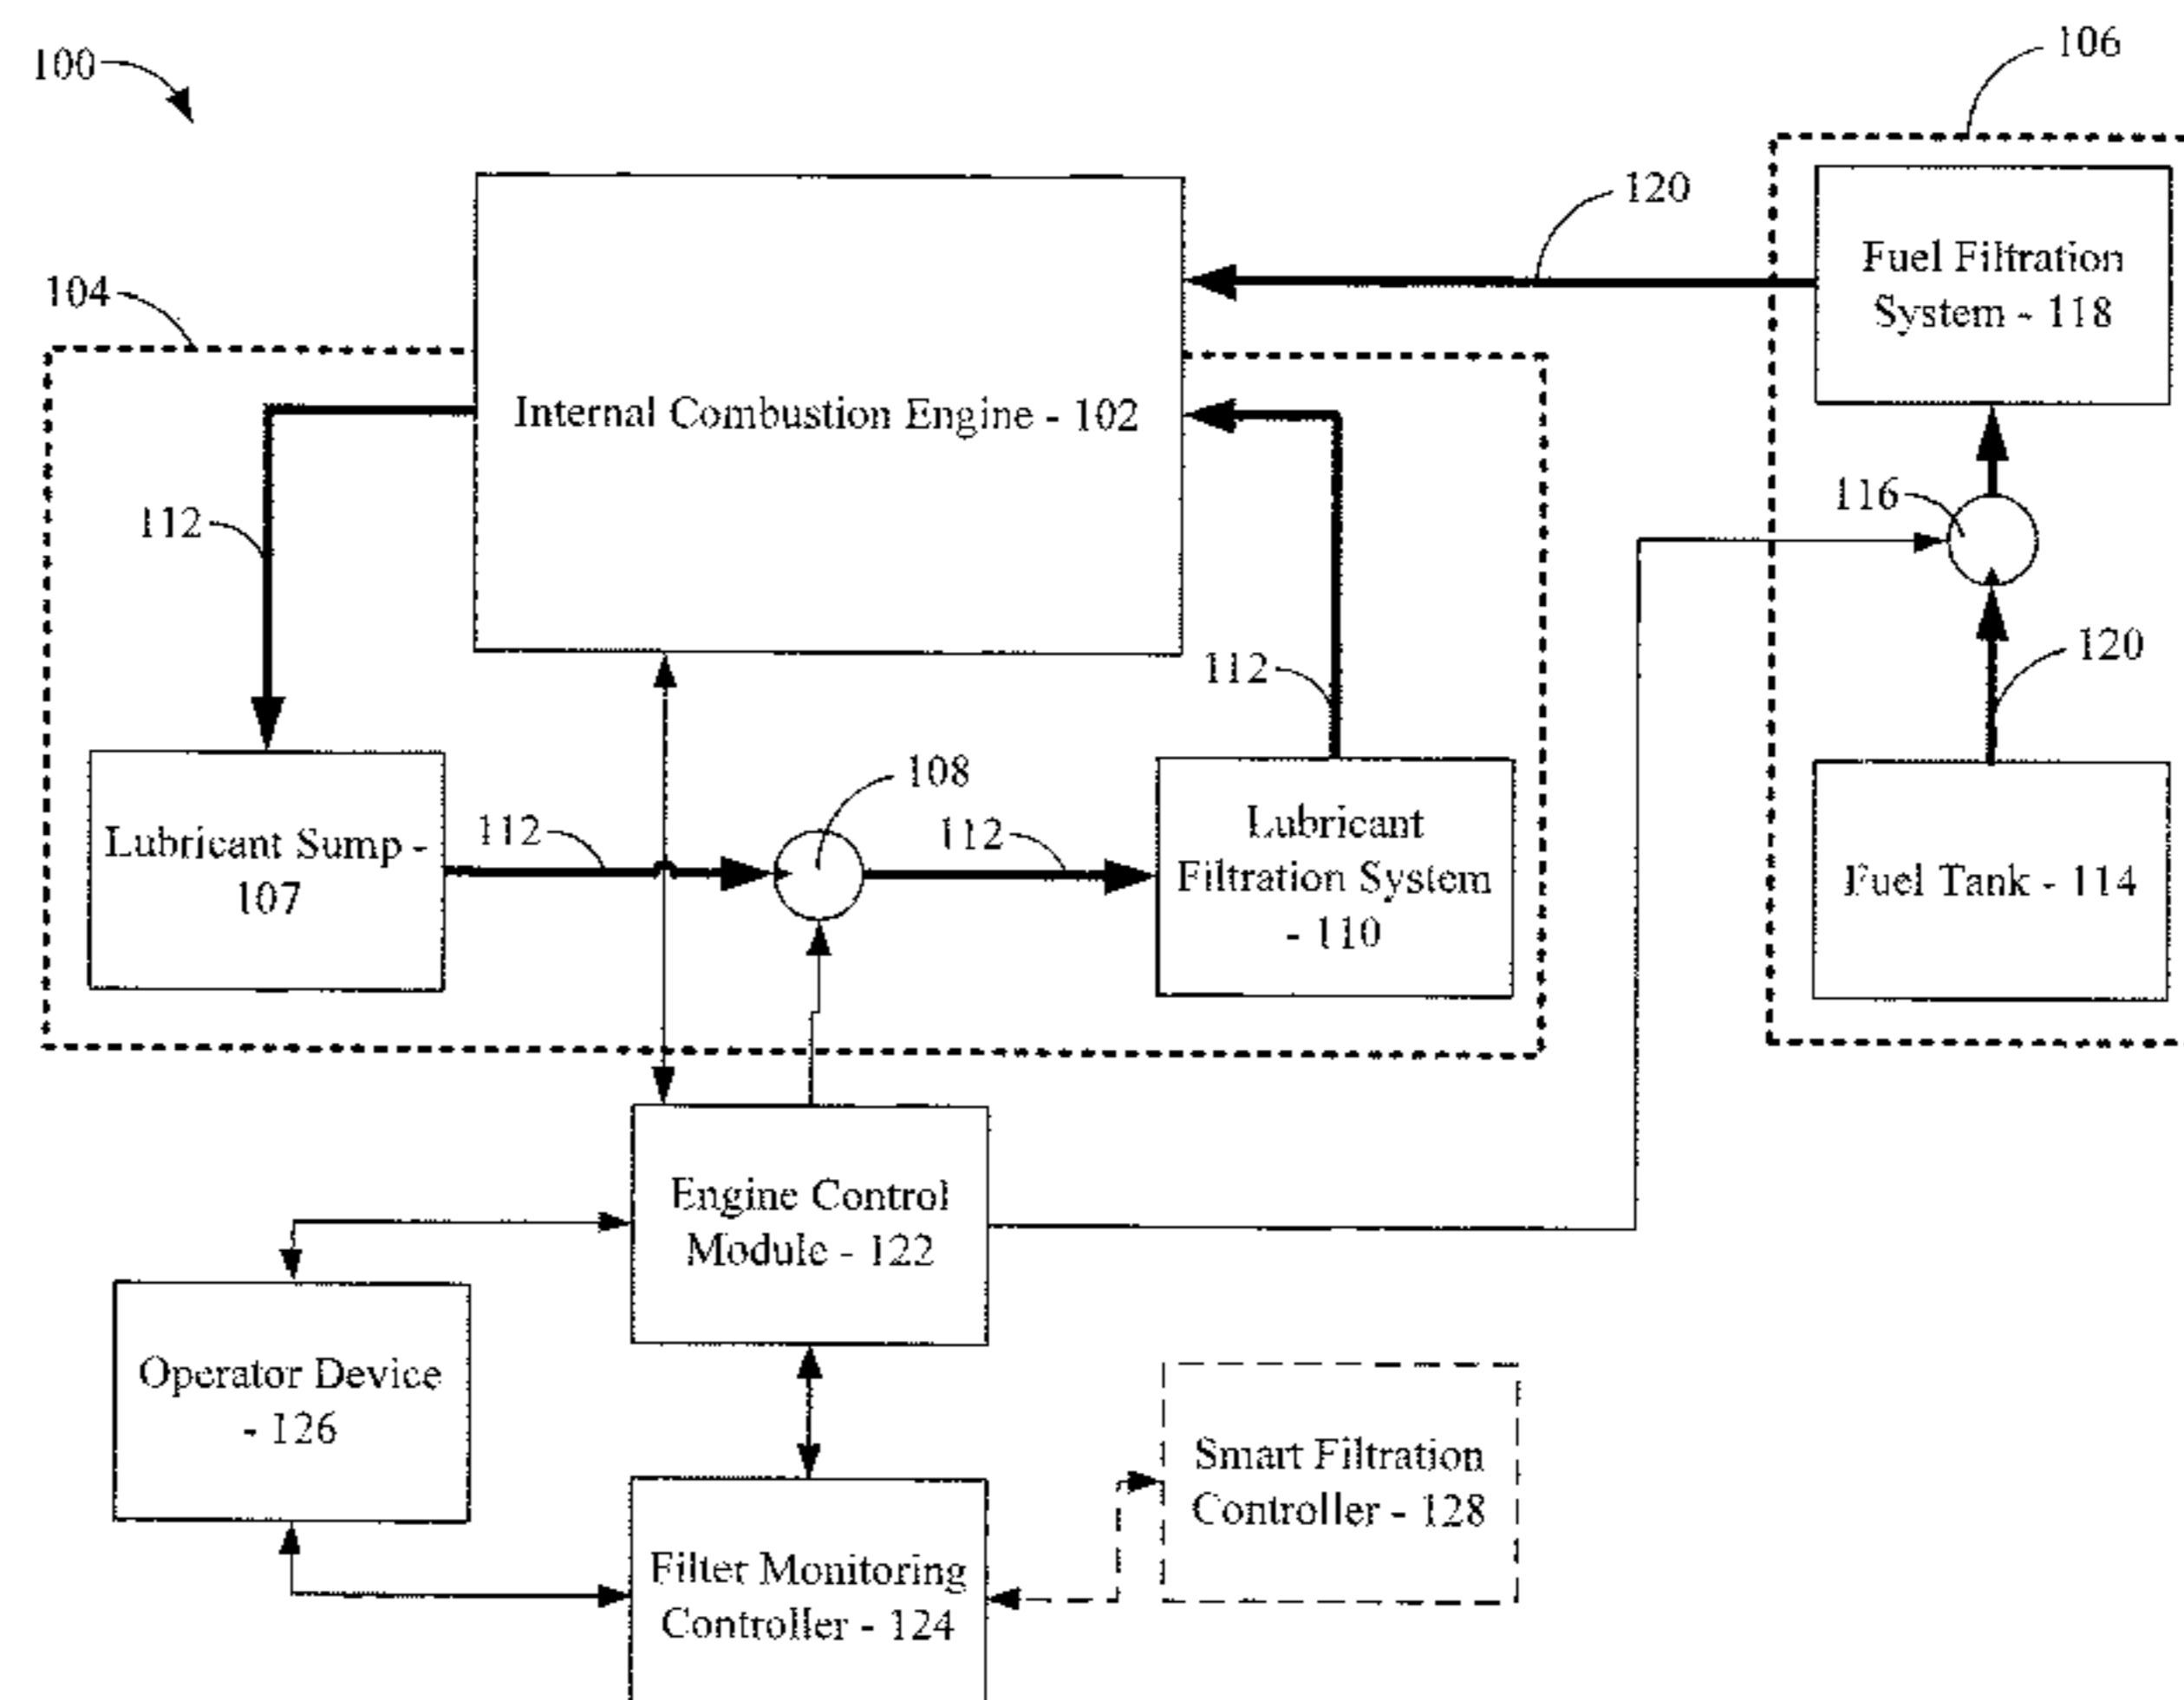 100
106
120
Fuel Filtration
System - 118
104
Internal Combustion Engine - 102
112
116
112
120
108
112
112
Lubricant Sump -
107
Lubricant
Filtration System
- 110
Fuel Tank - 114
Engine Control
Module - 122
Operator Device
- 126
Smart Filtration
Controller - 128
Filter Monitoring
Controller - 124